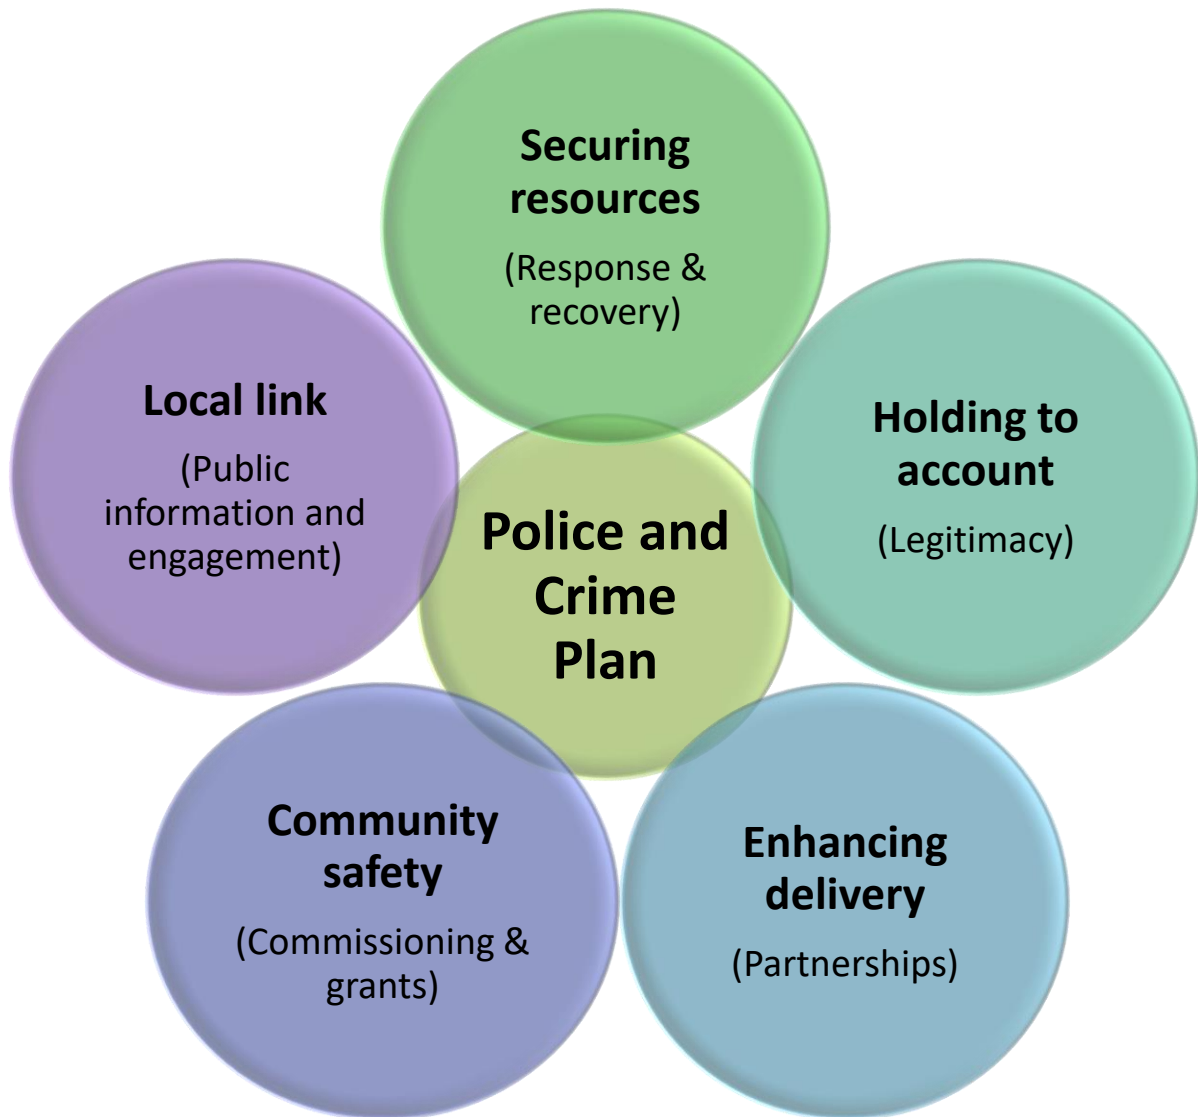 Securing
resources
(Response &
recovery)
Local link
(Public
information and
engagement)
Holding to
account
(Legitimacy)
Police and
Crime
Plan
Community
safety
(Commissioning &
grants)
Enhancing
delivery
(Partnerships)